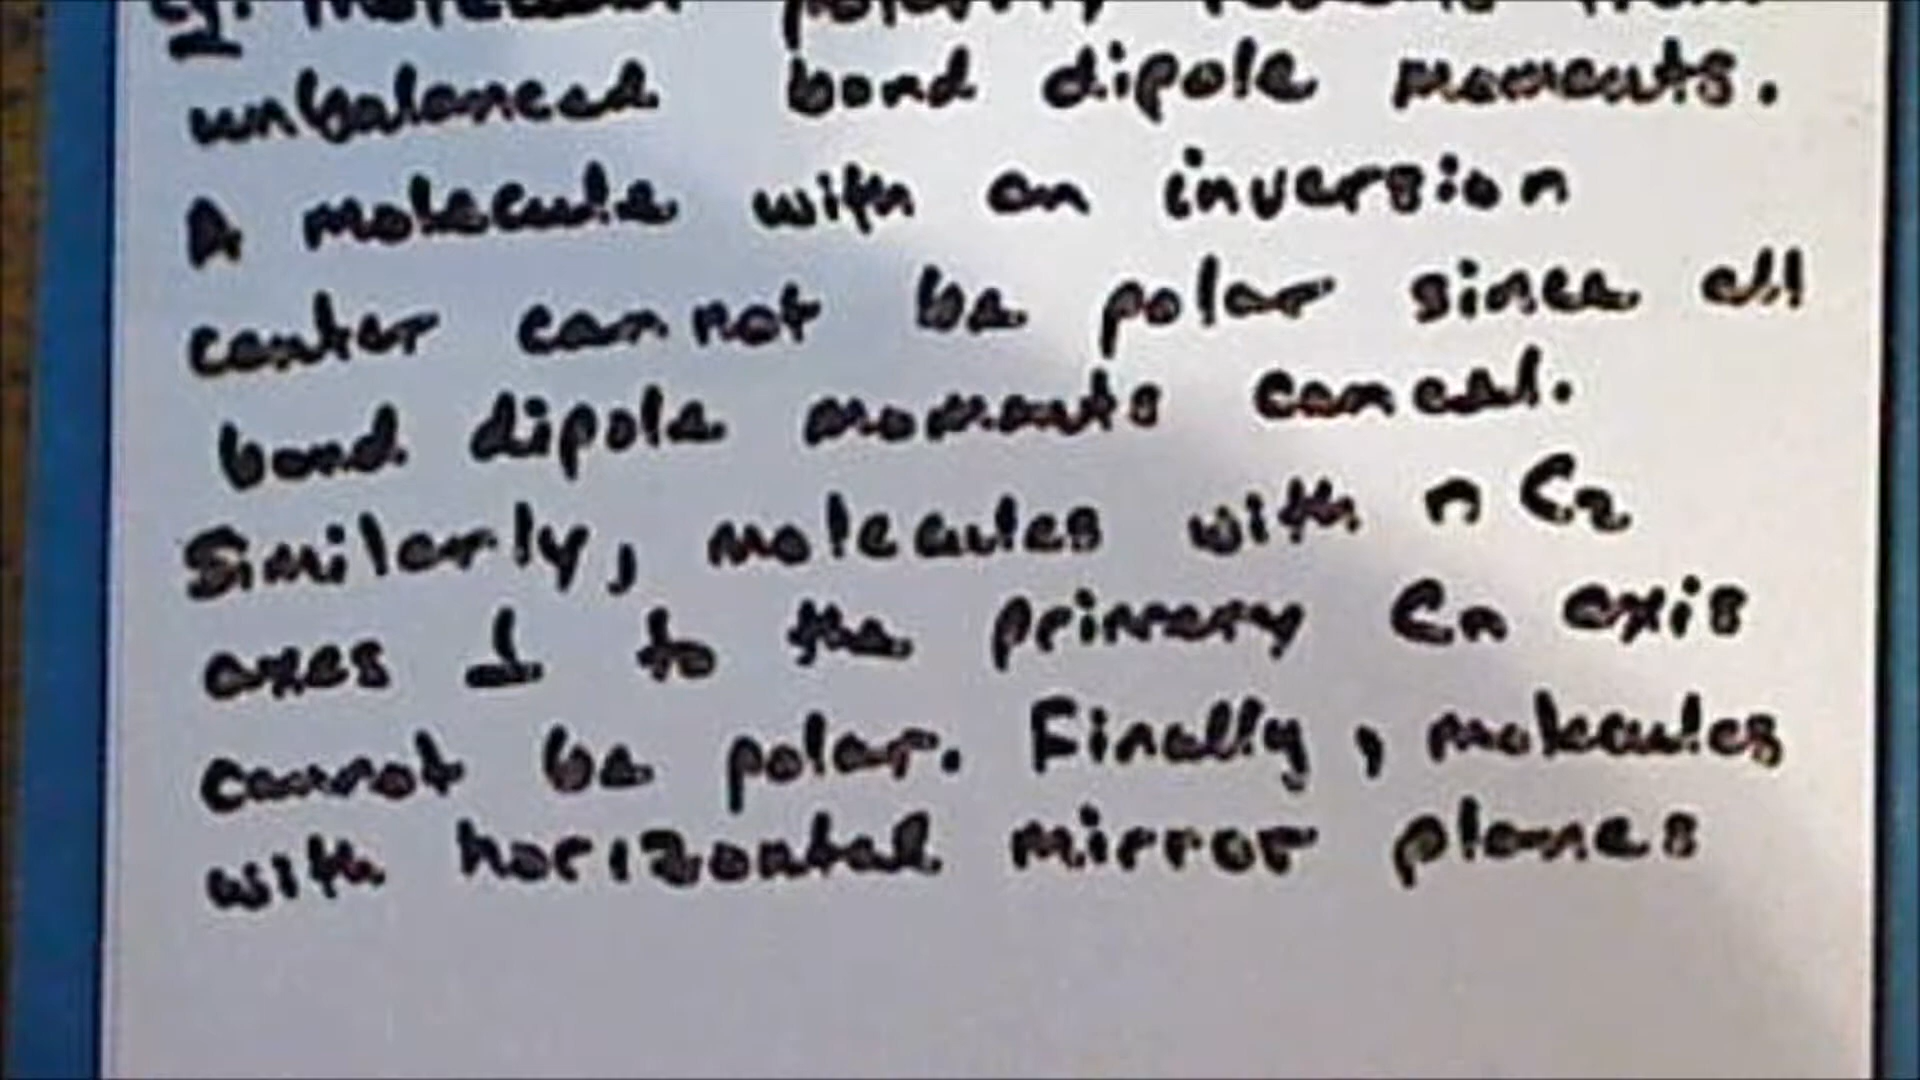 unbalanced bond dipole moments.
A molecule with an inversion
center cannot be polar since all
bond dipole moments cancel.
Similarly, molecules with n C2
axes ⊥ to the primary Cn axis
cannot be polar. Finally, molecules
with horizontal mirror planes